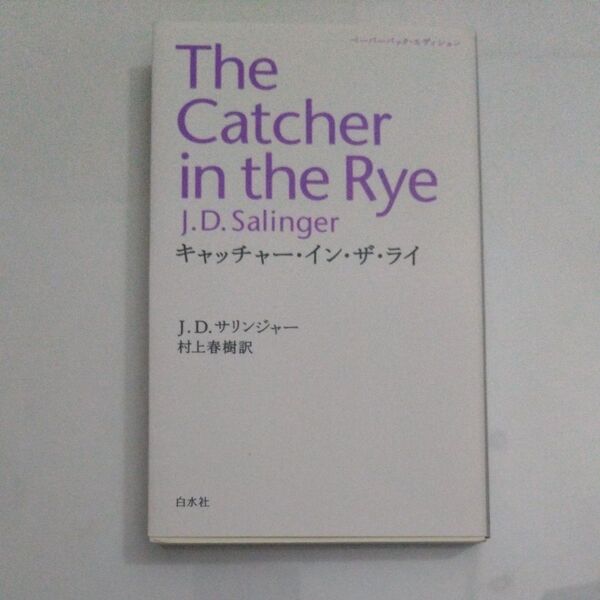 ペーパーバック・エディション
The
Catcher
in the Rye
J.D. Salinger
キャッチャー・イン・ザ・ライ
J.D.サリンジャー
村上春樹訳
白水社